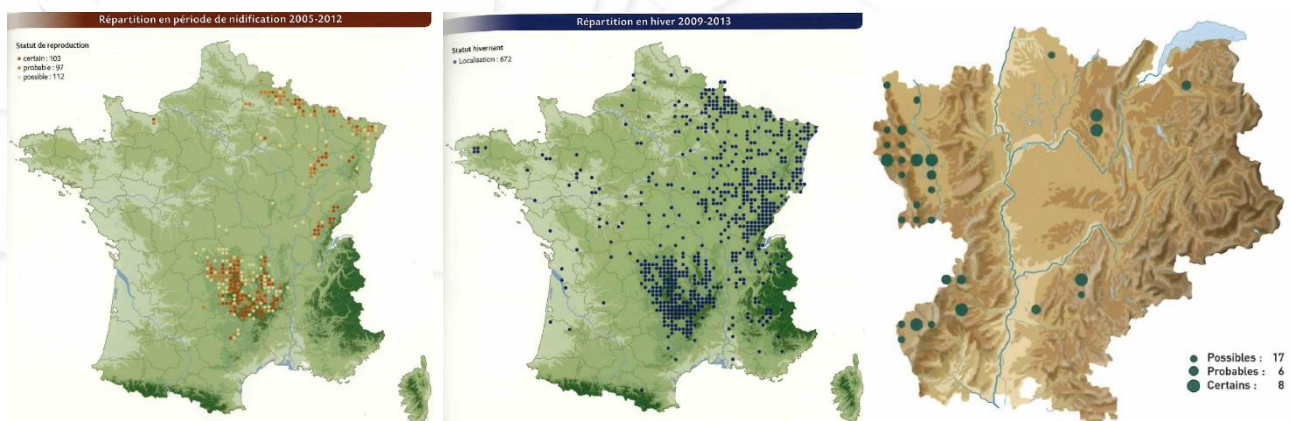 Répartition en période de nidification 2005-2012
Statut de reproduction
certain : 103
probable : 97
possible : 112
Répartition en hiver 2009-2013
Statut hivernant
Localisation : 672
Possibles : 17
Probables : 6
Certains : 8